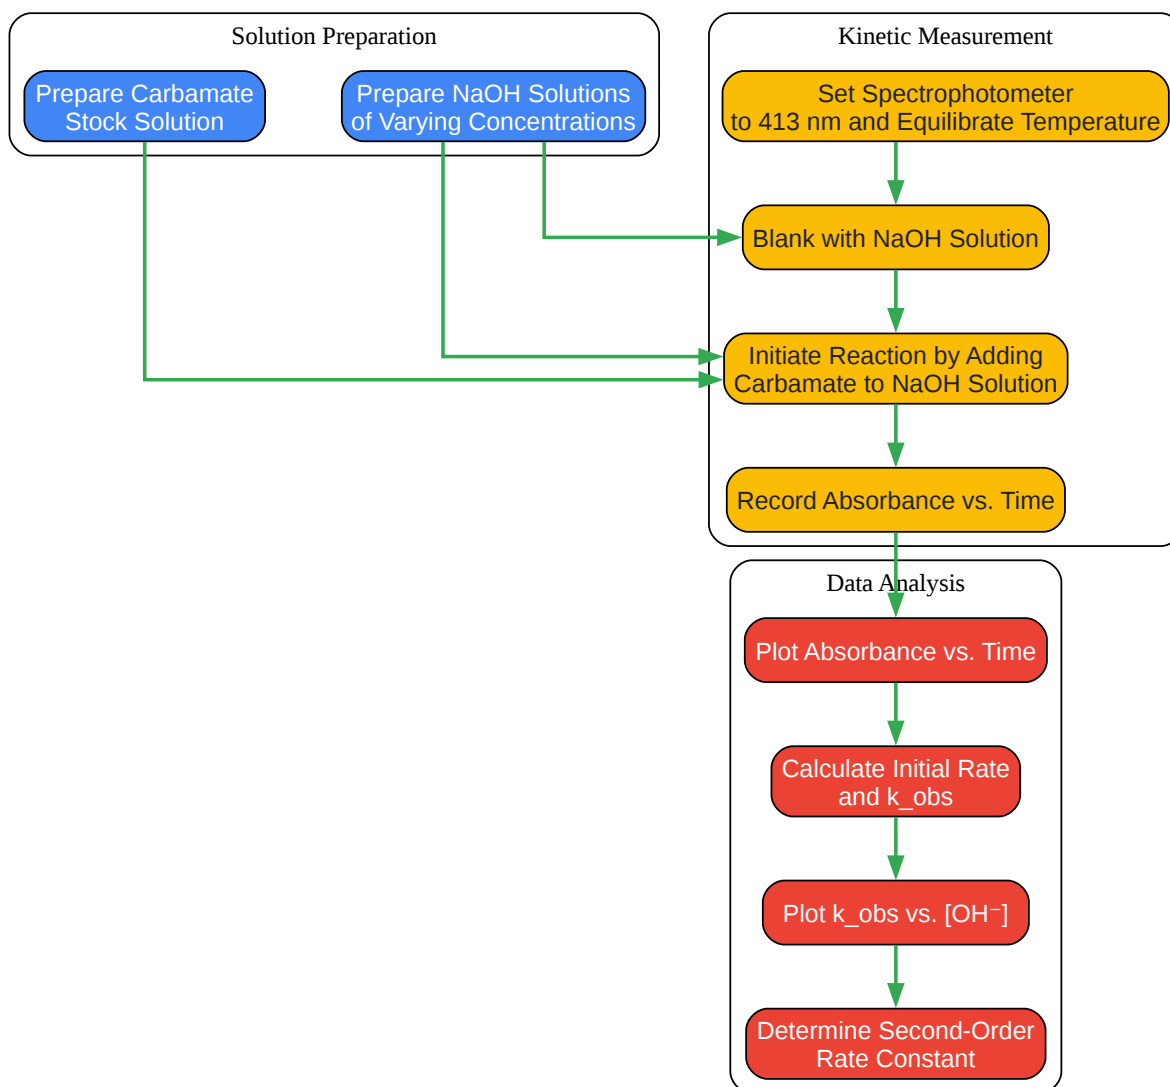 Solution Preparation
Prepare Carbamate
Stock Solution
Prepare NaOH Solutions
of Varying Concentrations
Kinetic Measurement
Set Spectrophotometer
to 413 nm and Equilibrate Temperature
Blank with NaOH Solution
Initiate Reaction by Adding
Carbamate to NaOH Solution
Record Absorbance vs. Time
Data Analysis
Plot Absorbance vs. Time
Calculate Initial Rate
and k_obs
Plot k_obs vs. [OH⁻]
Determine Second-Order
Rate Constant